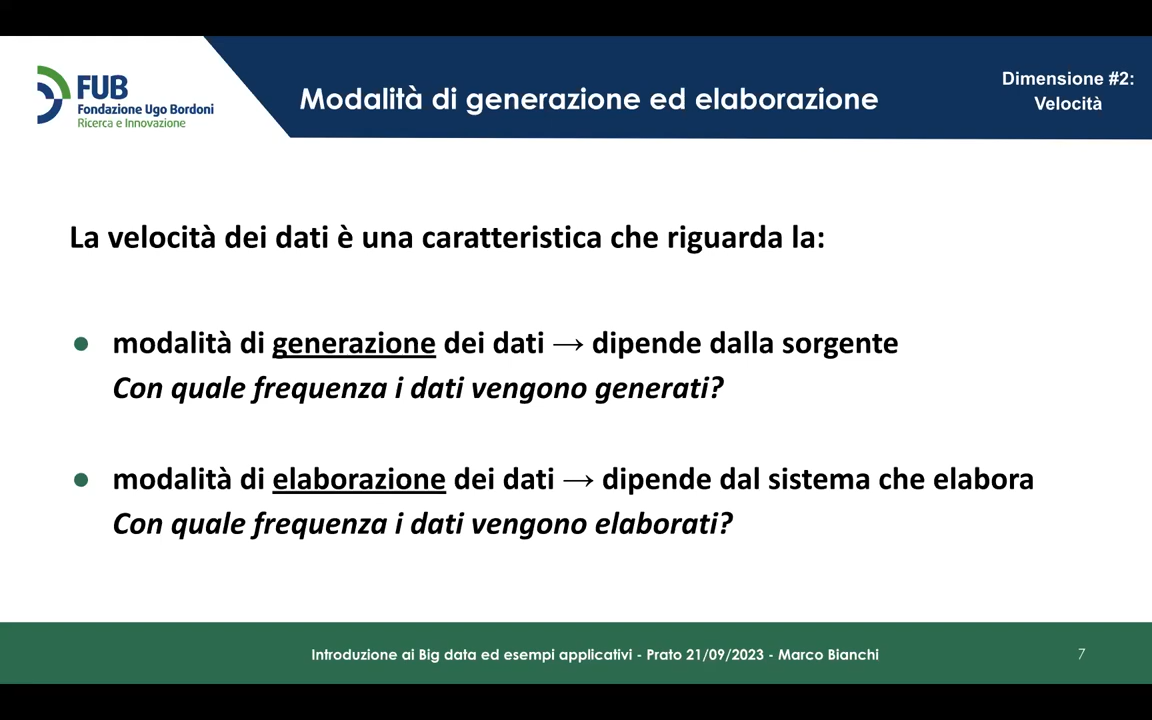 FUB
Fondazione Ugo Bordoni
Ricerca e Innovazione
Modalità di generazione ed elaborazione
Dimensione #2:
Velocità
La velocità dei dati è una caratteristica che riguarda la:
● modalità di generazione dei dati → dipende dalla sorgente
Con quale frequenza i dati vengono generati?
● modalità di elaborazione dei dati → dipende dal sistema che elabora
Con quale frequenza i dati vengono elaborati?
Introduzione ai Big data ed esempi applicativi - Prato 21/09/2023 - Marco Bianchi
7